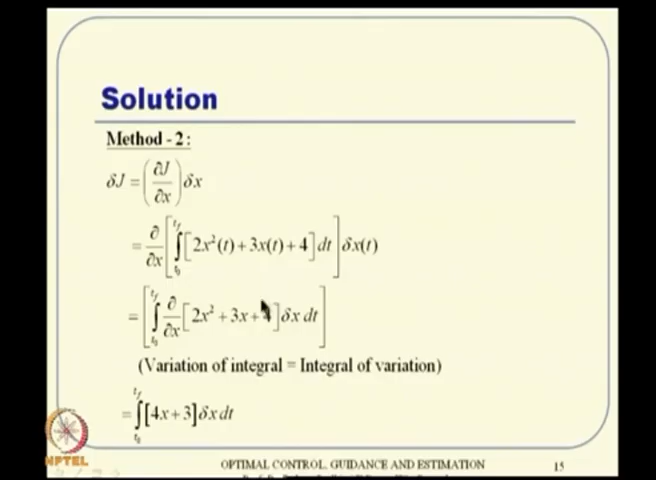 Solution
Method - 2 :
δJ = (∂J/∂x) δx
= ∂/∂x [∫_{t_0}^{t_f} [2x²(t) + 3x(t) + 4] dt] δx(t)
= [∫_{t_0}^{t_f} ∂/∂x [2x² + 3x + 4] δx dt]
(Variation of integral = Integral of variation)
= ∫_{t_0}^{t_f} [4x + 3] δx dt
NPTEL
OPTIMAL CONTROL, GUIDANCE AND ESTIMATION
15